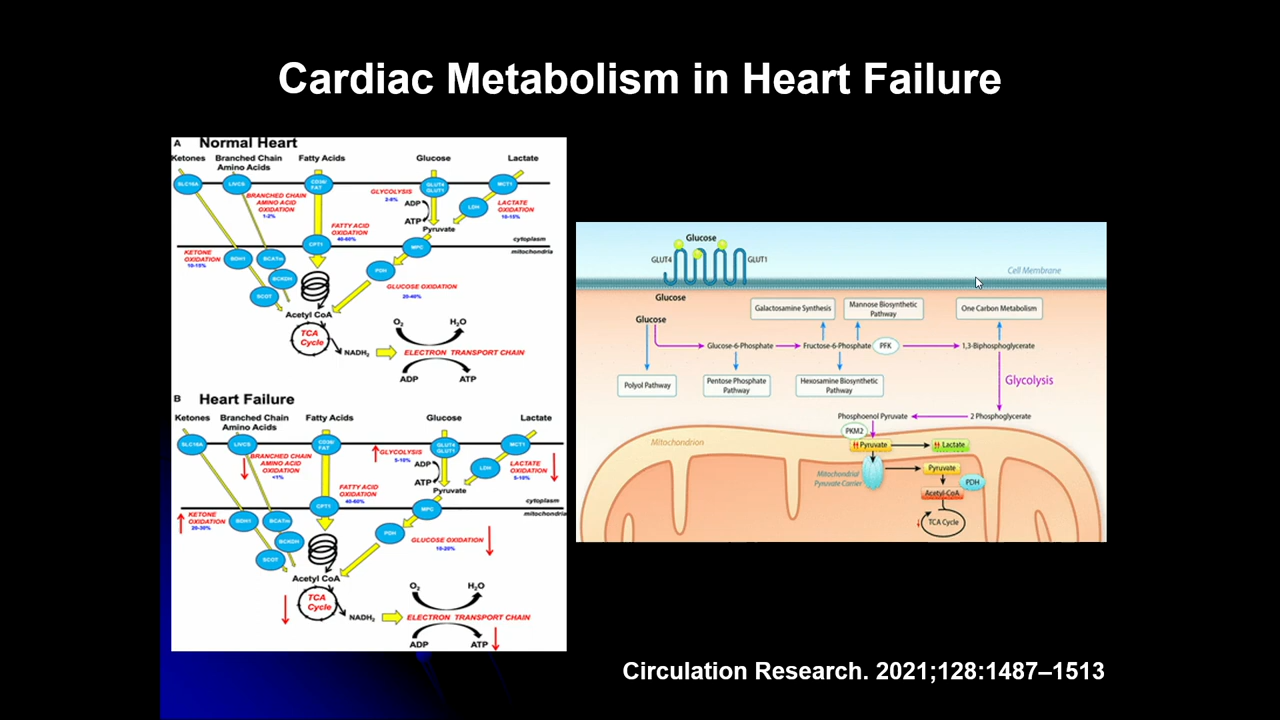 Cardiac Metabolism in Heart Failure
A Normal Heart
Ketones Branched Chain Fatty Acids Glucose Lactate
Amino Acids
SLC16A LIVCS CD36/ GLUT4 MCT1
FAT GLUT1
BRANCHED CHAIN
AMINO ACID
OXIDATION
1-2%
GLYCOLYSIS
2-8%
ADP
ATP
LDH
LACTATE
OXIDATION
10-15%
Pyruvate
FATTY ACID
OXIDATION
40-60%
cytoplasm
mitochondria
CPT1 MPC
KETONE
OXIDATION
10-15%
BDH1 BCATm
BCKDH
SCOT
PDH
GLUCOSE OXIDATION
20-40%
Acetyl CoA
TCA
Cycle
NADH2
O2 H2O
ELECTRON TRANSPORT CHAIN
ADP ATP
B Heart Failure
Ketones Branched Chain Fatty Acids Glucose Lactate
Amino Acids
SLC16A LIVCS CD36/ GLUT4 MCT1
FAT GLUT1
BRANCHED CHAIN
AMINO ACID
OXIDATION
<1%
GLYCOLYSIS
5-10%
ADP
ATP
LDH
LACTATE
OXIDATION
5-10%
Pyruvate
FATTY ACID
OXIDATION
40-60%
cytoplasm
mitochondria
CPT1 MPC
KETONE
OXIDATION
20-30%
BDH1 BCATm
BCKDH
SCOT
PDH
GLUCOSE OXIDATION
10-20%
Acetyl CoA
TCA
Cycle
NADH2
O2 H2O
ELECTRON TRANSPORT CHAIN
ADP ATP
Glucose
GLUT4 GLUT1
Cell Membrane
Glucose
Glucose
Galactosamine Synthesis
Mannose Biosynthetic
Pathway
One Carbon Metabolism
Glucose-6-Phosphate Fructose-6-Phosphate PFK 1,3-Biphosphoglycerate
Polyol Pathway
Pentose Phosphate
Pathway
Hexosamine Biosynthetic
Pathway
Glycolysis
Phosphoenol Pyruvate 2 Phosphoglycerate
PKM2
Mitochondrion
Pyruvate Lactate
Mitochondrial
Pyruvate Carrier
Pyruvate
PDH
Acetyl-CoA
TCA Cycle
Circulation Research. 2021;128:1487–1513